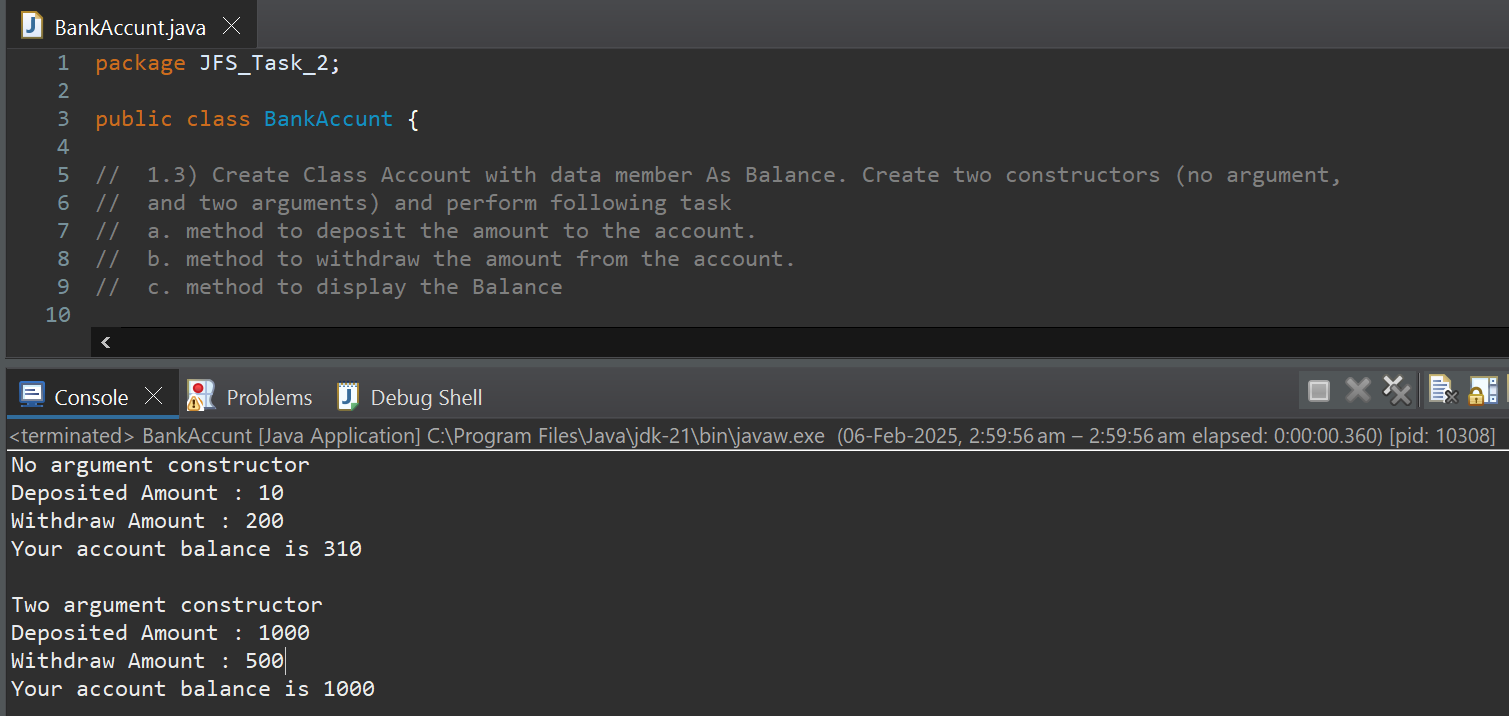 BankAccunt.java
1 package JFS_Task_2;
2
3 public class BankAccunt {
4
5 // 1.3) Create Class Account with data member As Balance. Create two constructors (no argument,
6 // and two arguments) and perform following task
7 // a. method to deposit the amount to the account.
8 // b. method to withdraw the amount from the account.
9 // c. method to display the Balance
10
Console Problems Debug Shell
<terminated> BankAccunt [Java Application] C:\Program Files\Java\jdk-21\bin\javaw.exe (06-Feb-2025, 2:59:56 am – 2:59:56 am elapsed: 0:00:00.360) [pid: 10308]
No argument constructor
Deposited Amount : 10
Withdraw Amount : 200
Your account balance is 310
Two argument constructor
Deposited Amount : 1000
Withdraw Amount : 500
Your account balance is 1000